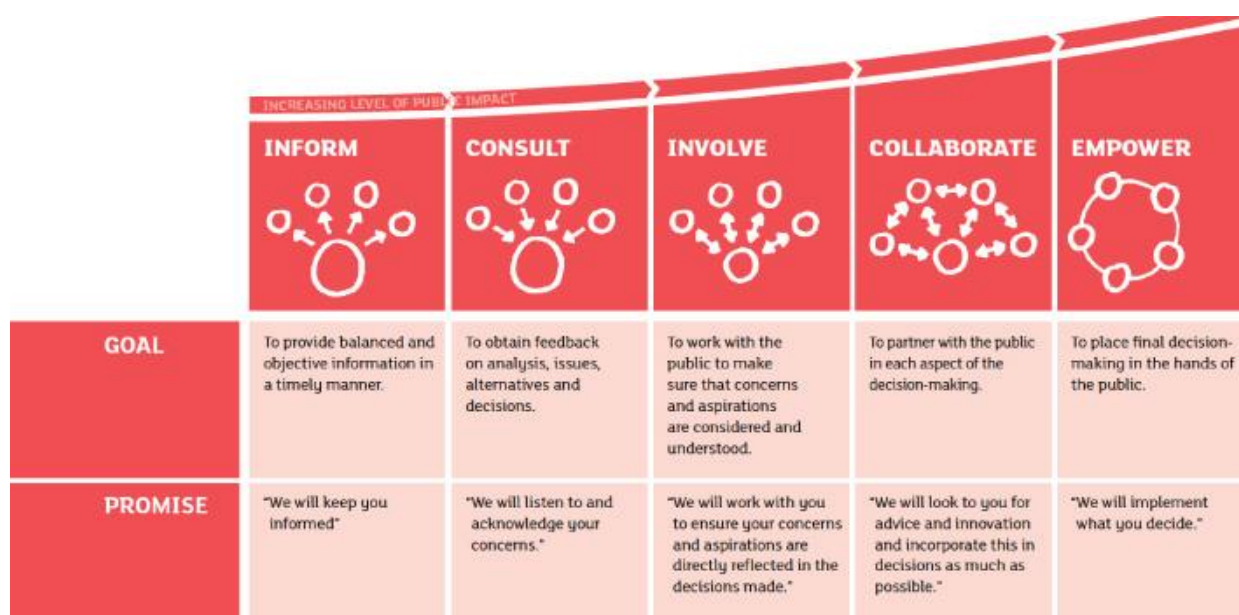 INCREASING LEVEL OF PUBLIC IMPACT
INFORM
CONSULT
INVOLVE
COLLABORATE
EMPOWER
GOAL
To provide balanced and
objective information in
a timely manner.
To obtain feedback
on analysis, issues,
alternatives and
decisions.
To work with the
public to make
sure that concerns
and aspirations
are considered and
understood.
To partner with the public
in each aspect of the
decision-making.
To place final decision-
making in the hands of
the public.
PROMISE
“We will keep you
informed”
“We will listen to and
acknowledge your
concerns.”
“We will work with you
to ensure your concerns
and aspirations are
directly reflected in the
decisions made.”
“We will look to you for
advice and innovation
and incorporate this in
decisions as much as
possible.”
“We will implement
what you decide.”